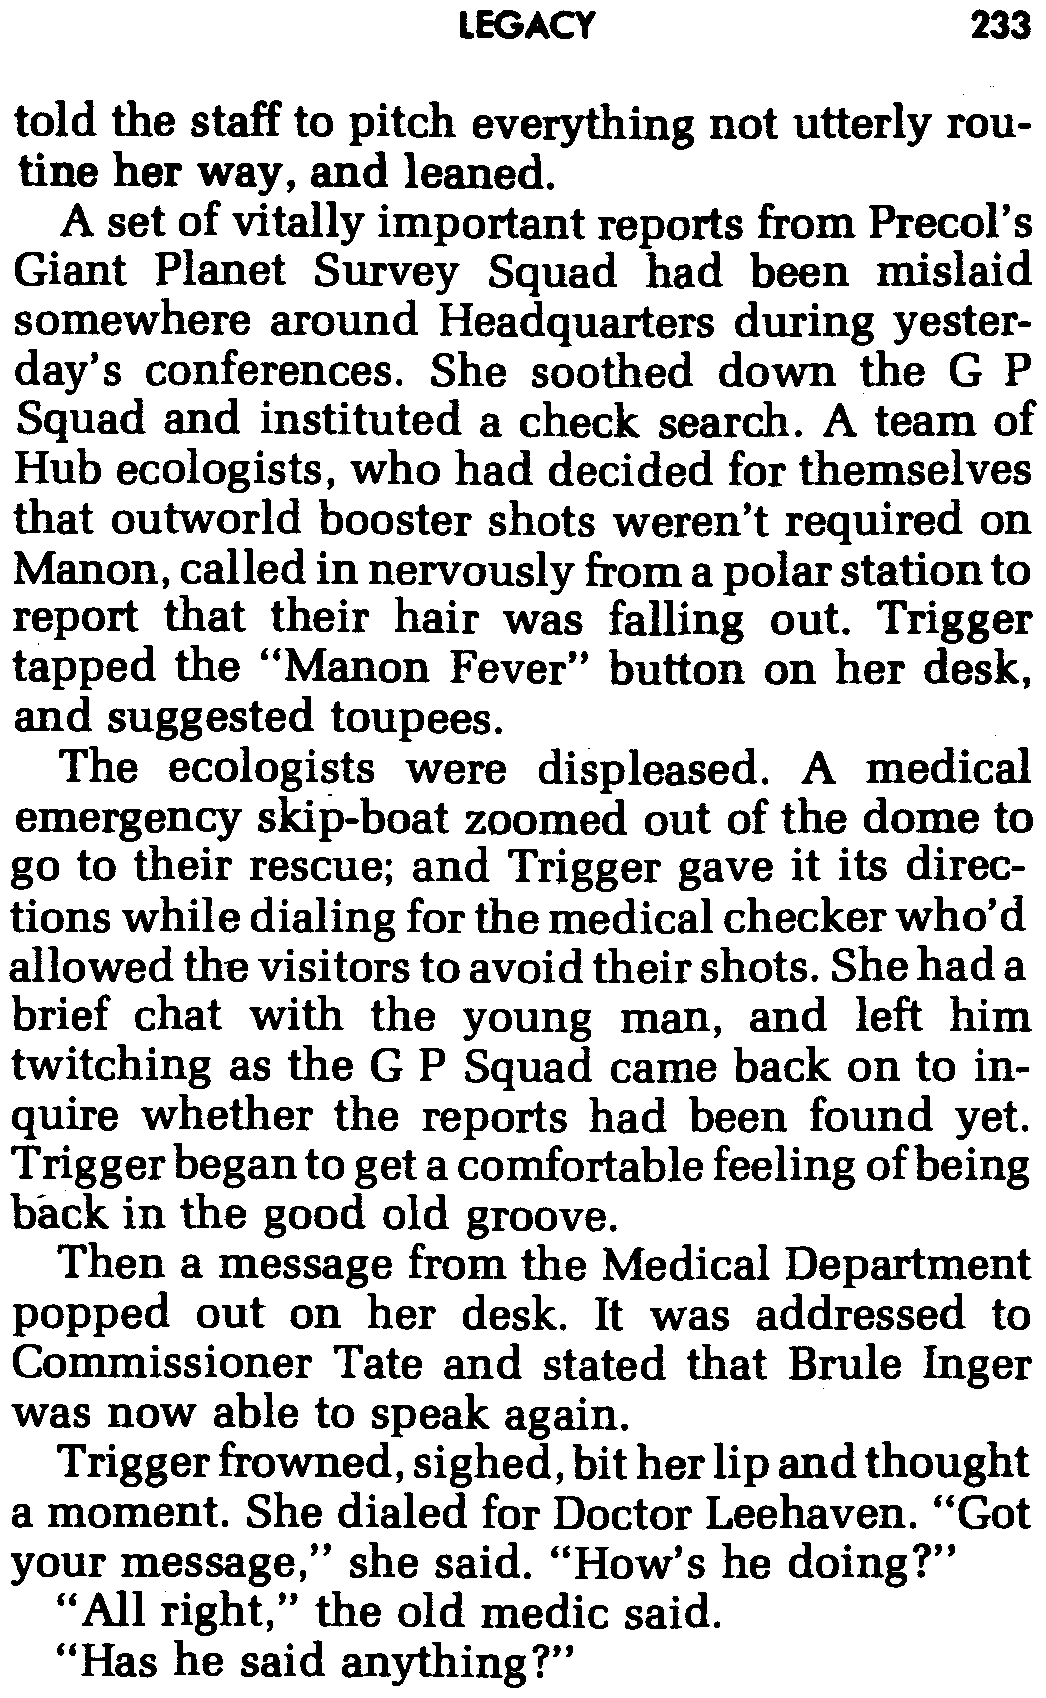 LEGACY 233
told the staff to pitch everything not utterly rou-
tine her way, and leaned.
A set of vitally important reports from Precol's
Giant Planet Survey Squad had been mislaid
somewhere around Headquarters during yester-
day's conferences. She soothed down the G P
Squad and instituted a check search. A team of
Hub ecologists, who had decided for themselves
that outworld booster shots weren't required on
Manon, called in nervously from a polar station to
report that their hair was falling out. Trigger
tapped the “Manon Fever” button on her desk,
and suggested toupees.
The ecologists were displeased. A medical
emergency skip-boat zoomed out of the dome to
go to their rescue; and Trigger gave it its direc-
tions while dialing for the medical checker who'd
allowed the visitors to avoid their shots. She had a
brief chat with the young man, and left him
twitching as the G P Squad came back on to in-
quire whether the reports had been found yet.
Trigger began to get a comfortable feeling of being
back in the good old groove.
Then a message from the Medical Department
popped out on her desk. It was addressed to
Commissioner Tate and stated that Brule Inger
was now able to speak again.
Trigger frowned, sighed, bit her lip and thought
a moment. She dialed for Doctor Leehaven. “Got
your message,” she said. “How's he doing?”
“All right,” the old medic said.
“Has he said anything?”